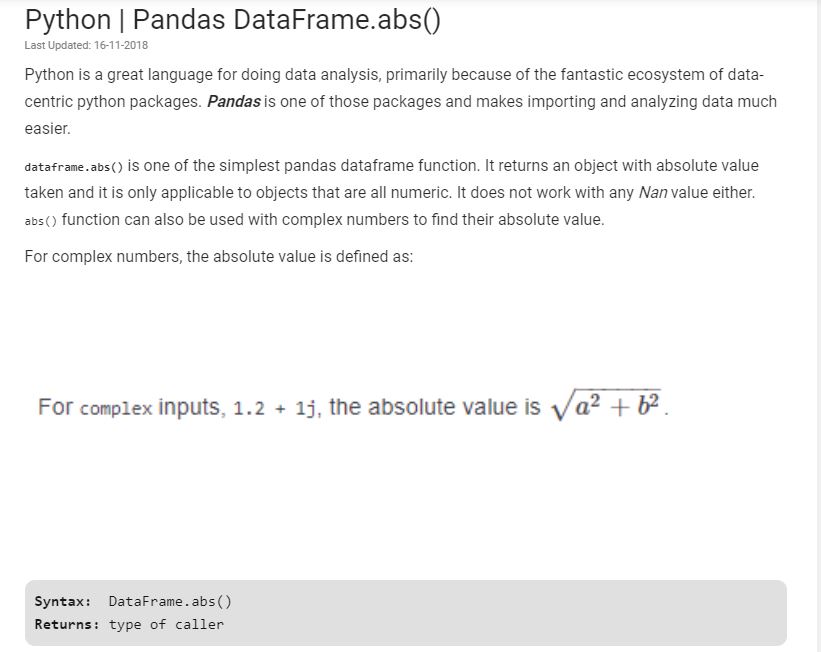 Python | Pandas DataFrame.abs()
Last Updated: 16-11-2018
Python is a great language for doing data analysis, primarily because of the fantastic ecosystem of data-
centric python packages. Pandas is one of those packages and makes importing and analyzing data much
easier.
dataframe.abs() is one of the simplest pandas dataframe function. It returns an object with absolute value
taken and it is only applicable to objects that are all numeric. It does not work with any Nan value either.
abs() function can also be used with complex numbers to find their absolute value.
For complex numbers, the absolute value is defined as:
For complex inputs, 1.2 + 1j, the absolute value is √a² + b².
Syntax: DataFrame.abs()
Returns: type of caller